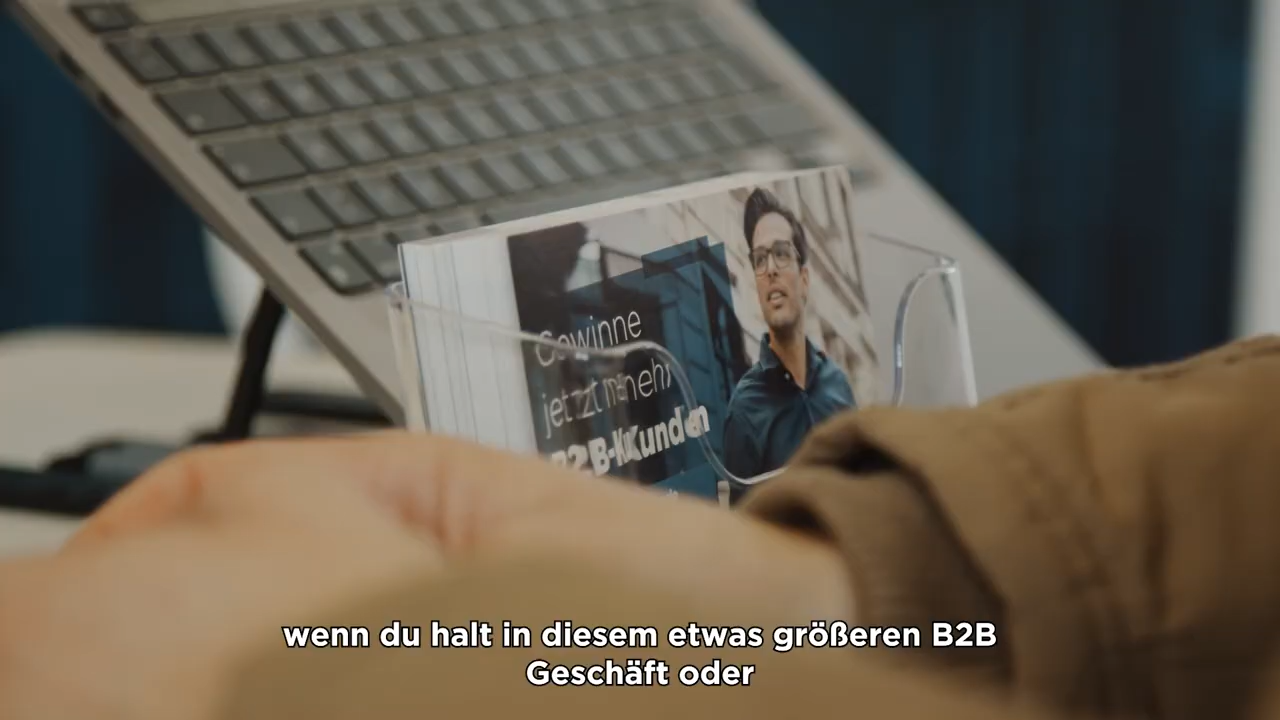 Gewinne
jetzt mehr
B2B-Kunden
wenn du halt in diesem etwas größeren B2B
Geschäft oder